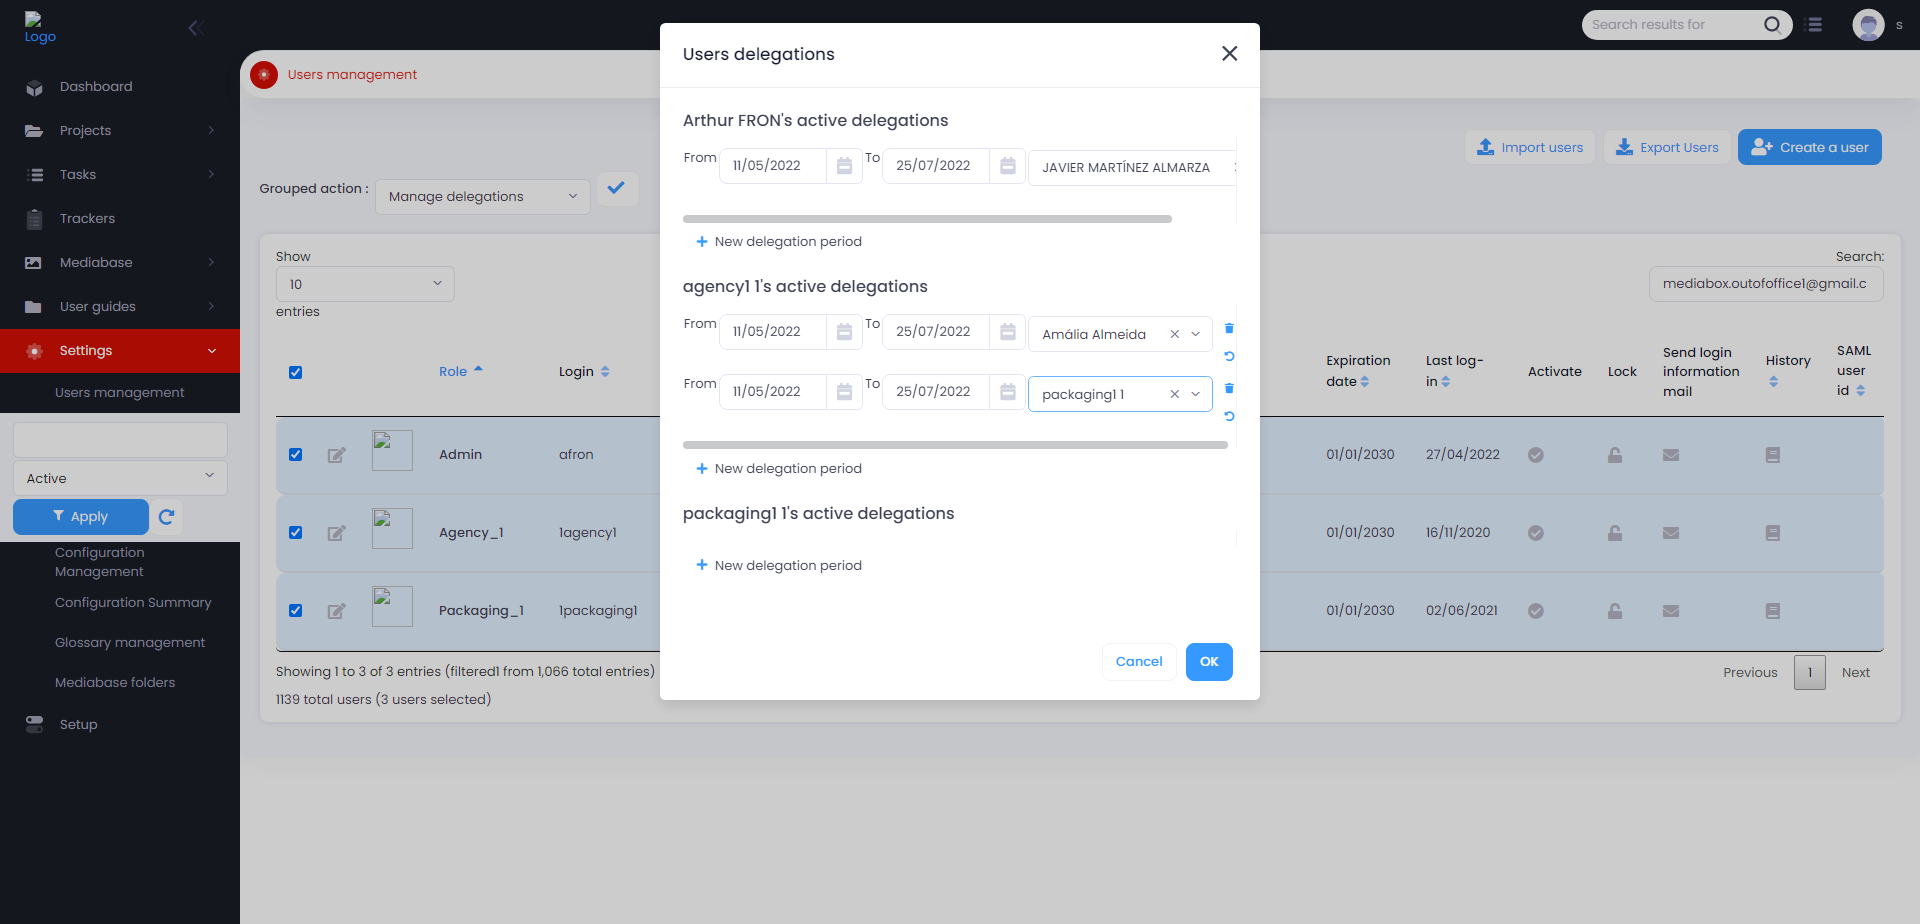 Logo
Search results for
s
Dashboard
Projects
Tasks
Trackers
Mediabase
User guides
Settings
Users management
Active
Apply
Configuration
Management
Configuration Summary
Glossary management
Mediabase folders
Setup
Users management
Import users
Export Users
Create a user
Grouped action :
Manage delegations
Show
10
entries
Search:
mediabox.outofoffice1@gmail.c
Role
Login
Expiration
date
Last log-
in
Activate
Lock
Send login
information
mail
History
SAML
user
id
Admin
afron
01/01/2030
27/04/2022
Agency_1
1agency1
01/01/2030
16/11/2020
Packaging_1
1packaging1
01/01/2030
02/06/2021
Showing 1 to 3 of 3 entries (filtered1 from 1,066 total entries)
1139 total users (3 users selected)
Previous
1
Next
Users delegations
Arthur FRON's active delegations
From 11/05/2022 To 25/07/2022 JAVIER MARTÍNEZ ALMARZA
New delegation period
agency1 1's active delegations
From 11/05/2022 To 25/07/2022 Amália Almeida
From 11/05/2022 To 25/07/2022 packaging1 1
New delegation period
packaging1 1's active delegations
New delegation period
Cancel
OK